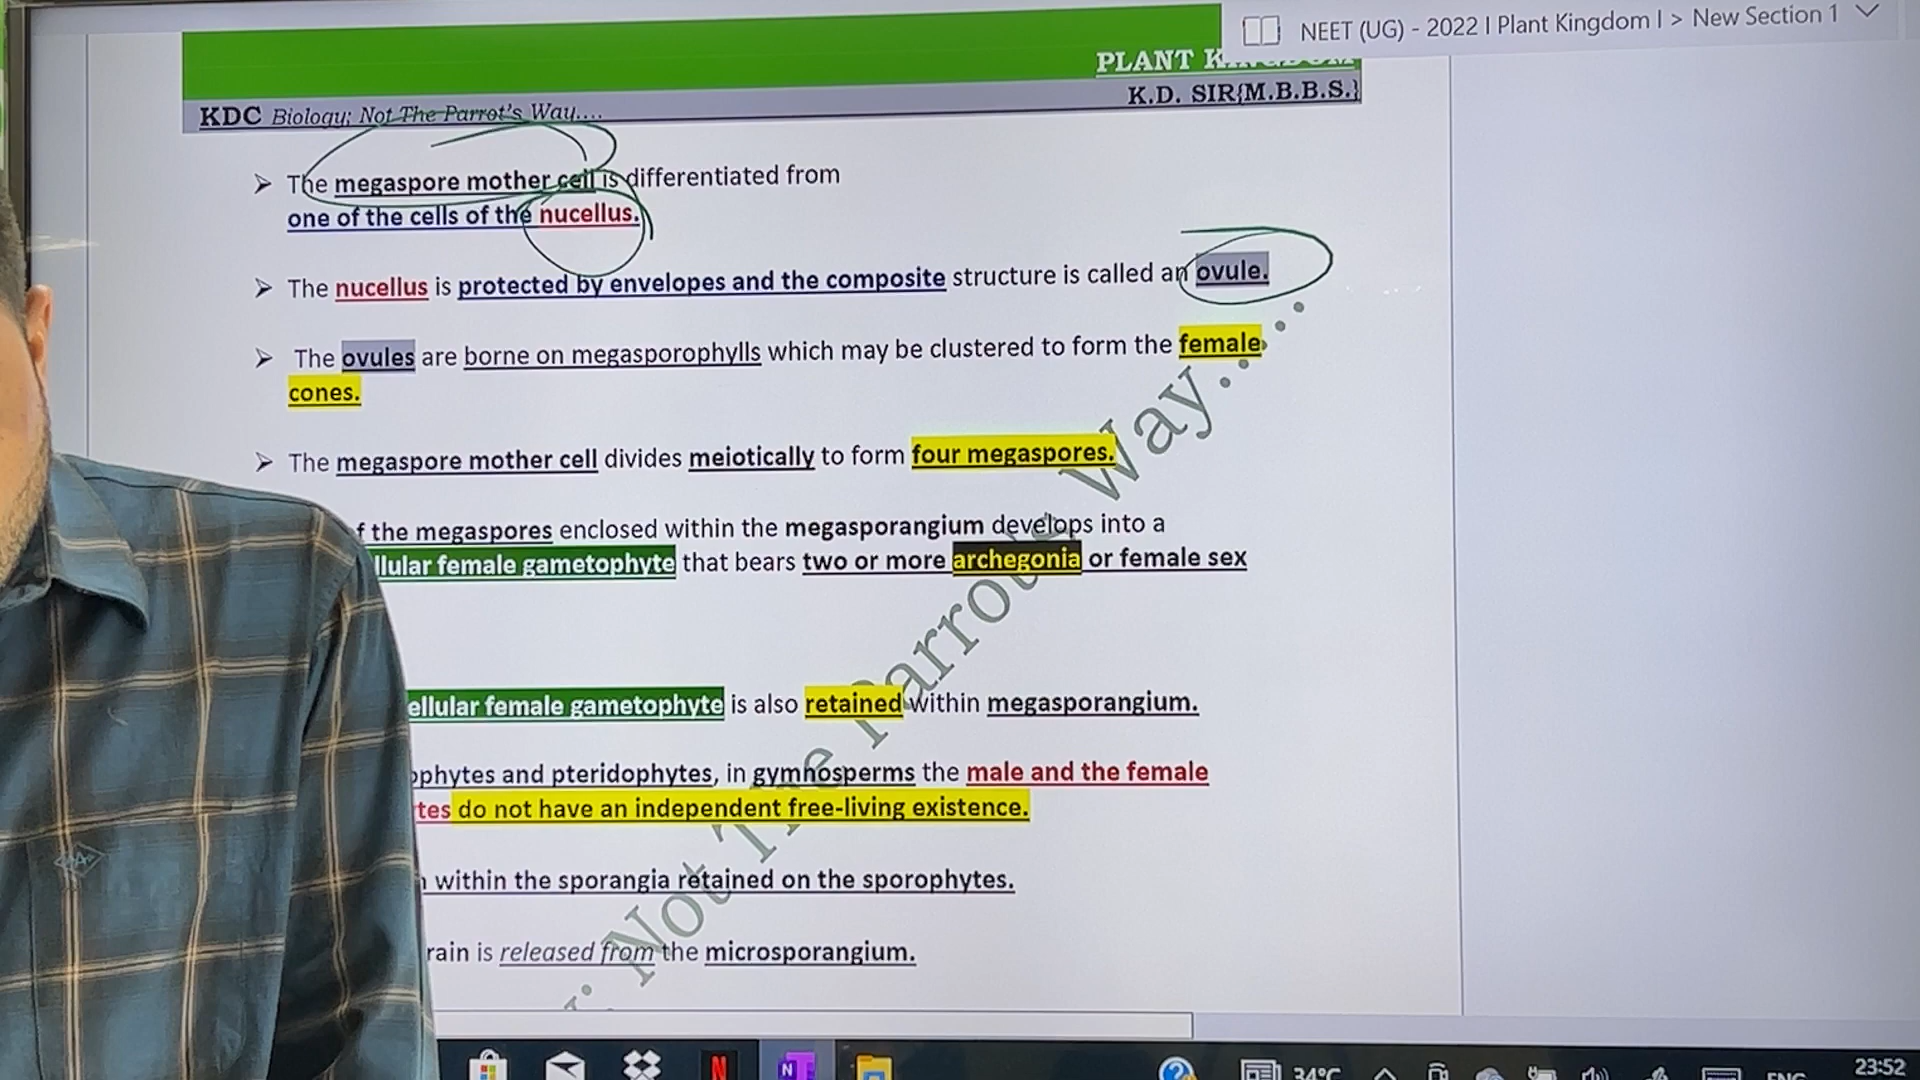 NEET (UG) - 2022 I Plant Kingdom I > New Section 1
PLANT
K.D. SIR{M.B.B.S.}
KDC Biology; Not The Parrot's Way....
➢ The megaspore mother cell is differentiated from
one of the cells of the nucellus.
➢ The nucellus is protected by envelopes and the composite structure is called an ovule.
➢ The ovules are borne on megasporophylls which may be clustered to form the female
cones.
➢ The megaspore mother cell divides meiotically to form four megaspores.
f the megaspores enclosed within the megasporangium develops into a
llular female gametophyte that bears two or more archegonia or female sex
ellular female gametophyte is also retained within megasporangium.
ophytes and pteridophytes, in gymnosperms the male and the female
tes do not have an independent free-living existence.
within the sporangia retained on the sporophytes.
rain is released from the microsporangium.
Not The Parrot's Way.....
34°C
ENG
23:52